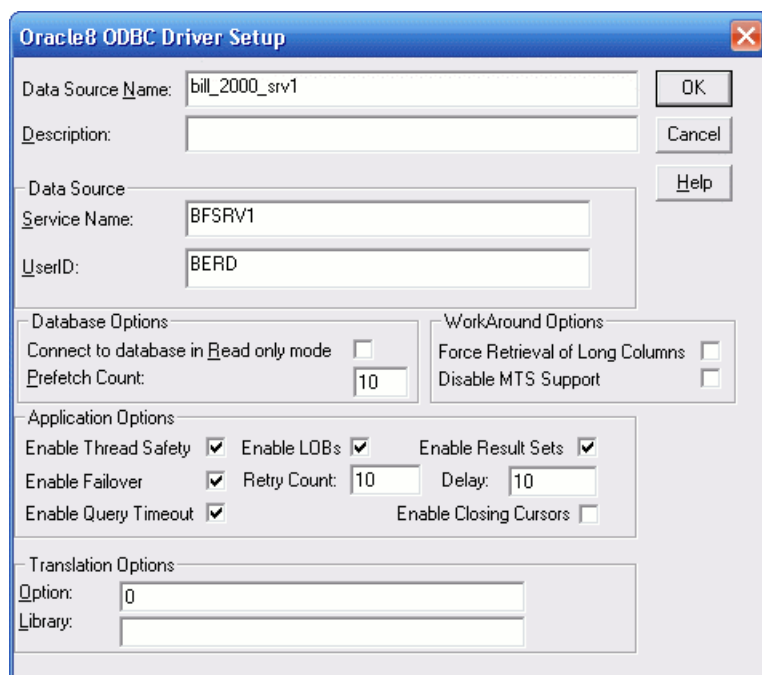 Oracle8 ODBC Driver Setup
Data Source Name: bill_2000_srv1 OK
Description: Cancel
Help
Data Source
Service Name: BFSRV1
UserID: BERD
Database Options WorkAround Options
Connect to database in Read only mode Force Retrieval of Long Columns
Prefetch Count: 10 Disable MTS Support
Application Options
Enable Thread Safety Enable LOBs Enable Result Sets
Enable Failover Retry Count: 10 Delay: 10
Enable Query Timeout Enable Closing Cursors
Translation Options
Option: 0
Library: